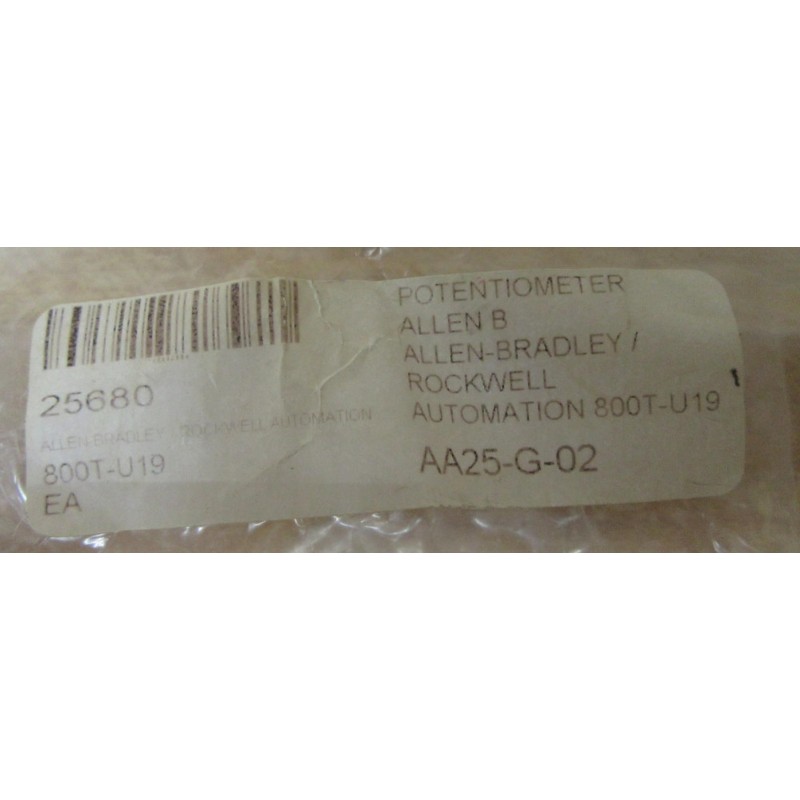 25680
ALLEN-BRADLEY / ROCKWELL AUTOMATION
800T-U19
EA
POTENTIOMETER
ALLEN B
ALLEN-BRADLEY /
ROCKWELL
AUTOMATION 800T-U19
AA25-G-02